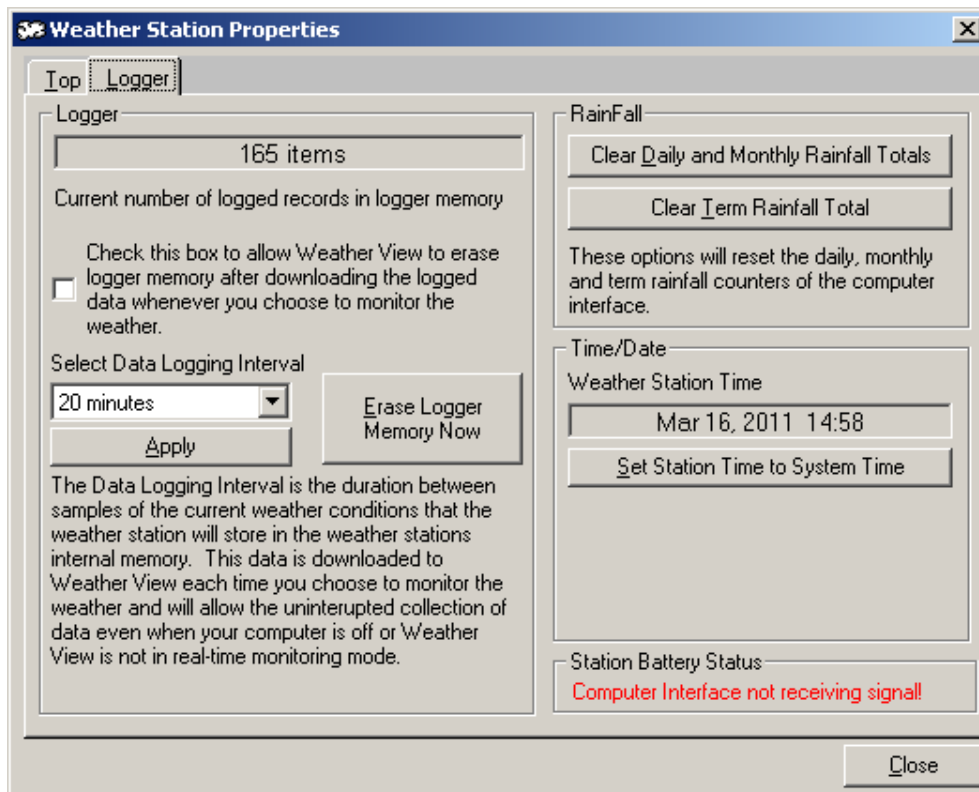 Weather Station Properties
Top
Logger
Logger
165 items
Current number of logged records in logger memory
Check this box to allow Weather View to erase
logger memory after downloading the logged
data whenever you choose to monitor the
weather.
Select Data Logging Interval
20 minutes
Apply
Erase Logger
Memory Now
The Data Logging Interval is the duration between
samples of the current weather conditions that the
weather station will store in the weather stations
internal memory.  This data is downloaded to
Weather View each time you choose to monitor the
weather and will allow the uninterupted collection of
data even when your computer is off or Weather
View is not in real-time monitoring mode.
RainFall
Clear Daily and Monthly Rainfall Totals
Clear Term Rainfall Total
These options will reset the daily, monthly
and term rainfall counters of the computer
interface.
Time/Date
Weather Station Time
Mar 16, 2011  14:58
Set Station Time to System Time
Station Battery Status
Computer Interface not receiving signal!
Close